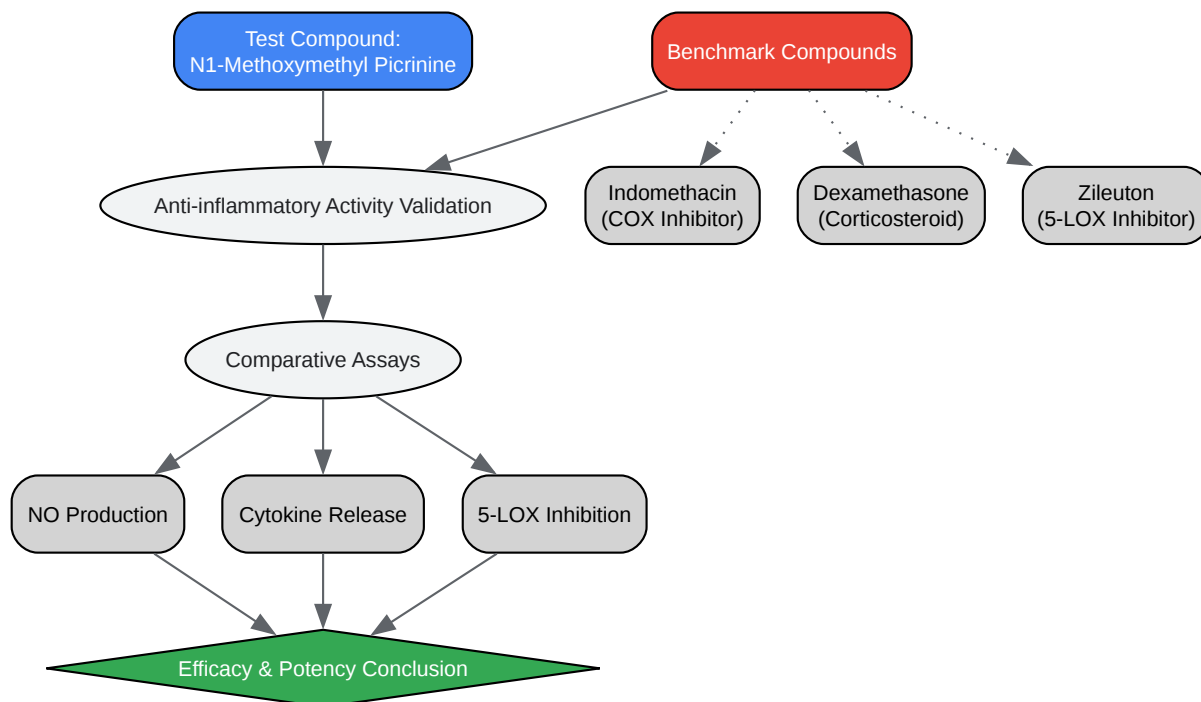 Test Compound:
N1-Methoxymethyl Picrinine
Benchmark Compounds
Anti-inflammatory Activity Validation
Indomethacin
(COX Inhibitor)
Dexamethasone
(Corticosteroid)
Zileuton
(5-LOX Inhibitor)
Comparative Assays
NO Production
Cytokine Release
5-LOX Inhibition
Efficacy & Potency Conclusion